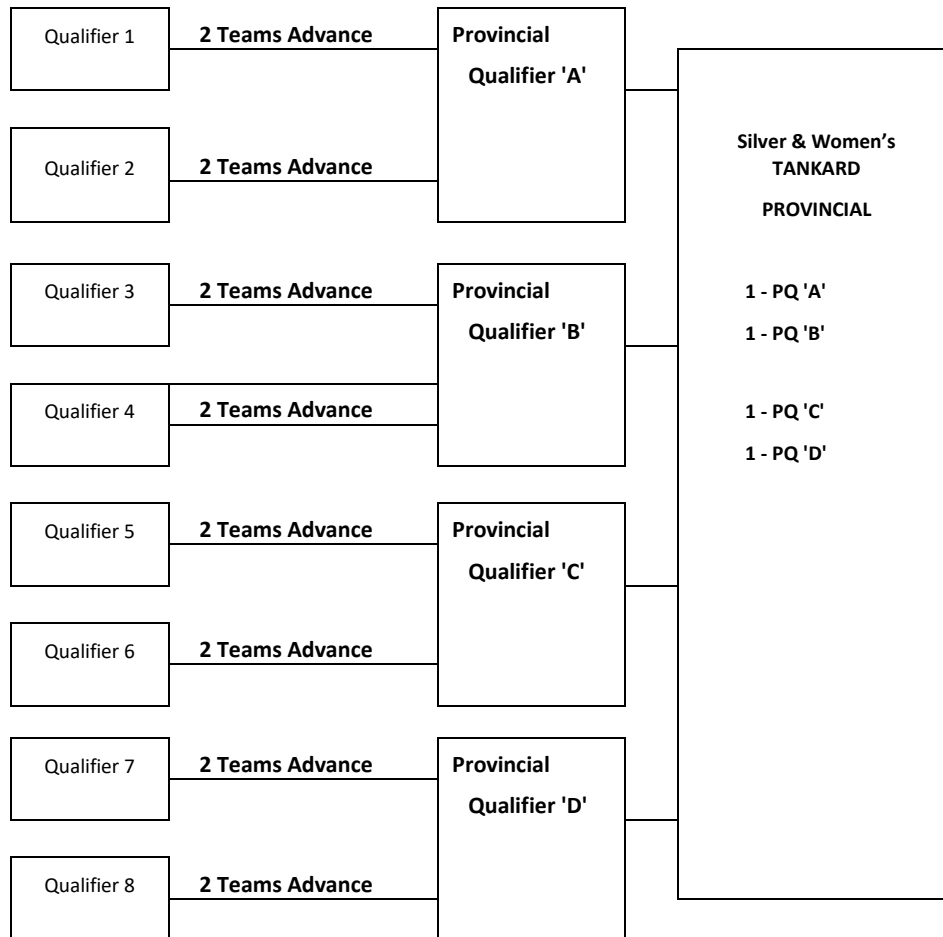 Qualifier 1
2 Teams Advance
Provincial
Qualifier 'A'
Qualifier 2
2 Teams Advance
Qualifier 3
2 Teams Advance
Provincial
Qualifier 'B'
Qualifier 4
2 Teams Advance
Qualifier 5
2 Teams Advance
Provincial
Qualifier 'C'
Qualifier 6
2 Teams Advance
Qualifier 7
2 Teams Advance
Provincial
Qualifier 'D'
Qualifier 8
2 Teams Advance
Silver & Women’s
TANKARD
PROVINCIAL
1 - PQ 'A'
1 - PQ 'B'
1 - PQ 'C'
1 - PQ 'D'